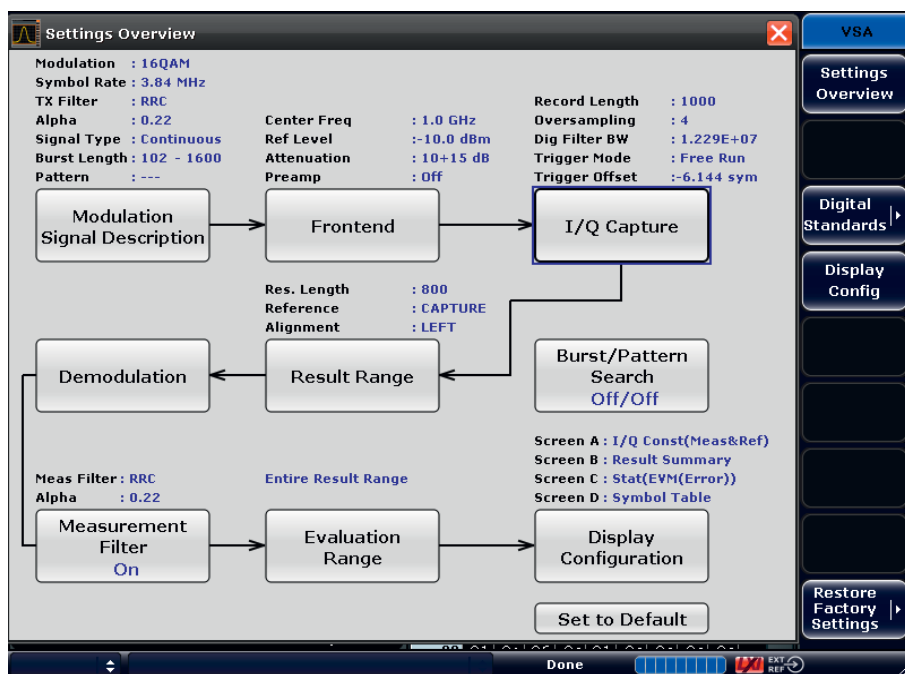 Settings Overview
VSA
Modulation : 16QAM
Symbol Rate : 3.84 MHz
TX Filter : RRC
Alpha : 0.22
Signal Type : Continuous
Burst Length : 102 - 1600
Pattern : ---
Center Freq : 1.0 GHz
Ref Level :-10.0 dBm
Attenuation : 10+15 dB
Preamp : Off
Record Length : 1000
Oversampling : 4
Dig Filter BW : 1.229E+07
Trigger Mode : Free Run
Trigger Offset :-6.144 sym
Modulation
Signal Description
Frontend
I/Q Capture
Res. Length : 800
Reference : CAPTURE
Alignment : LEFT
Demodulation
Result Range
Burst/Pattern
Search
Off/Off
Meas Filter : RRC
Alpha : 0.22
Entire Result Range
Screen A : I/Q Const(Meas&Ref)
Screen B : Result Summary
Screen C : Stat(EVM(Error))
Screen D : Symbol Table
Measurement
Filter
On
Evaluation
Range
Display
Configuration
Set to Default
Settings
Overview
Digital
Standards
Display
Config
Restore
Factory
Settings
Done
LXI
EXT
REF